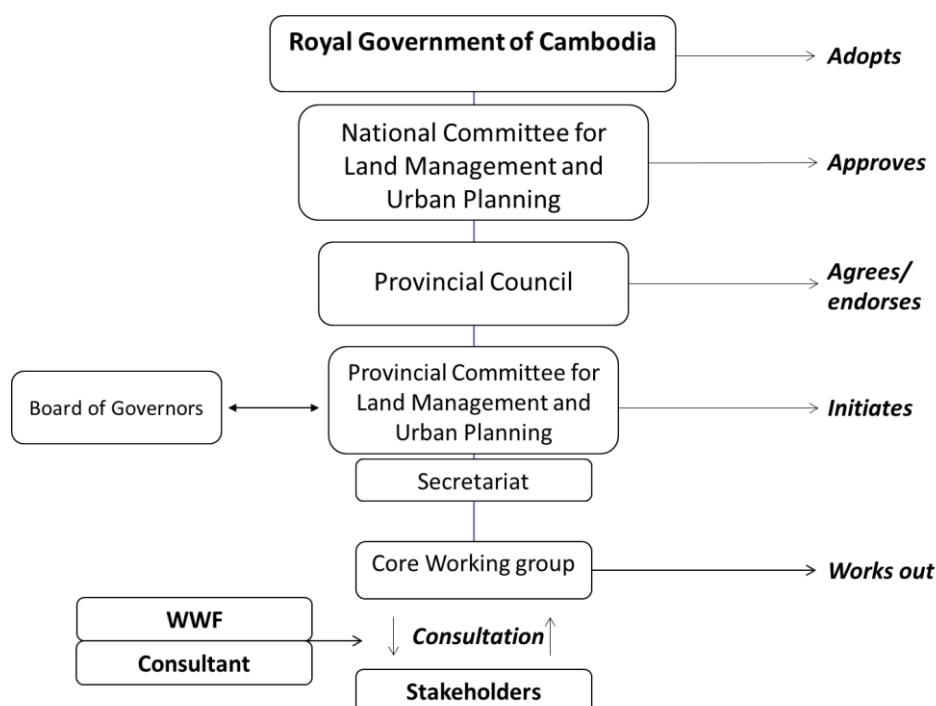 Royal Government of Cambodia
Adopts
National Committee for
Land Management and
Urban Planning
Approves
Provincial Council
Agrees/
endorses
Board of Governors
Provincial Committee for
Land Management and
Urban Planning
Initiates
Secretariat
Core Working group
Works out
WWF
Consultant
Consultation
Stakeholders